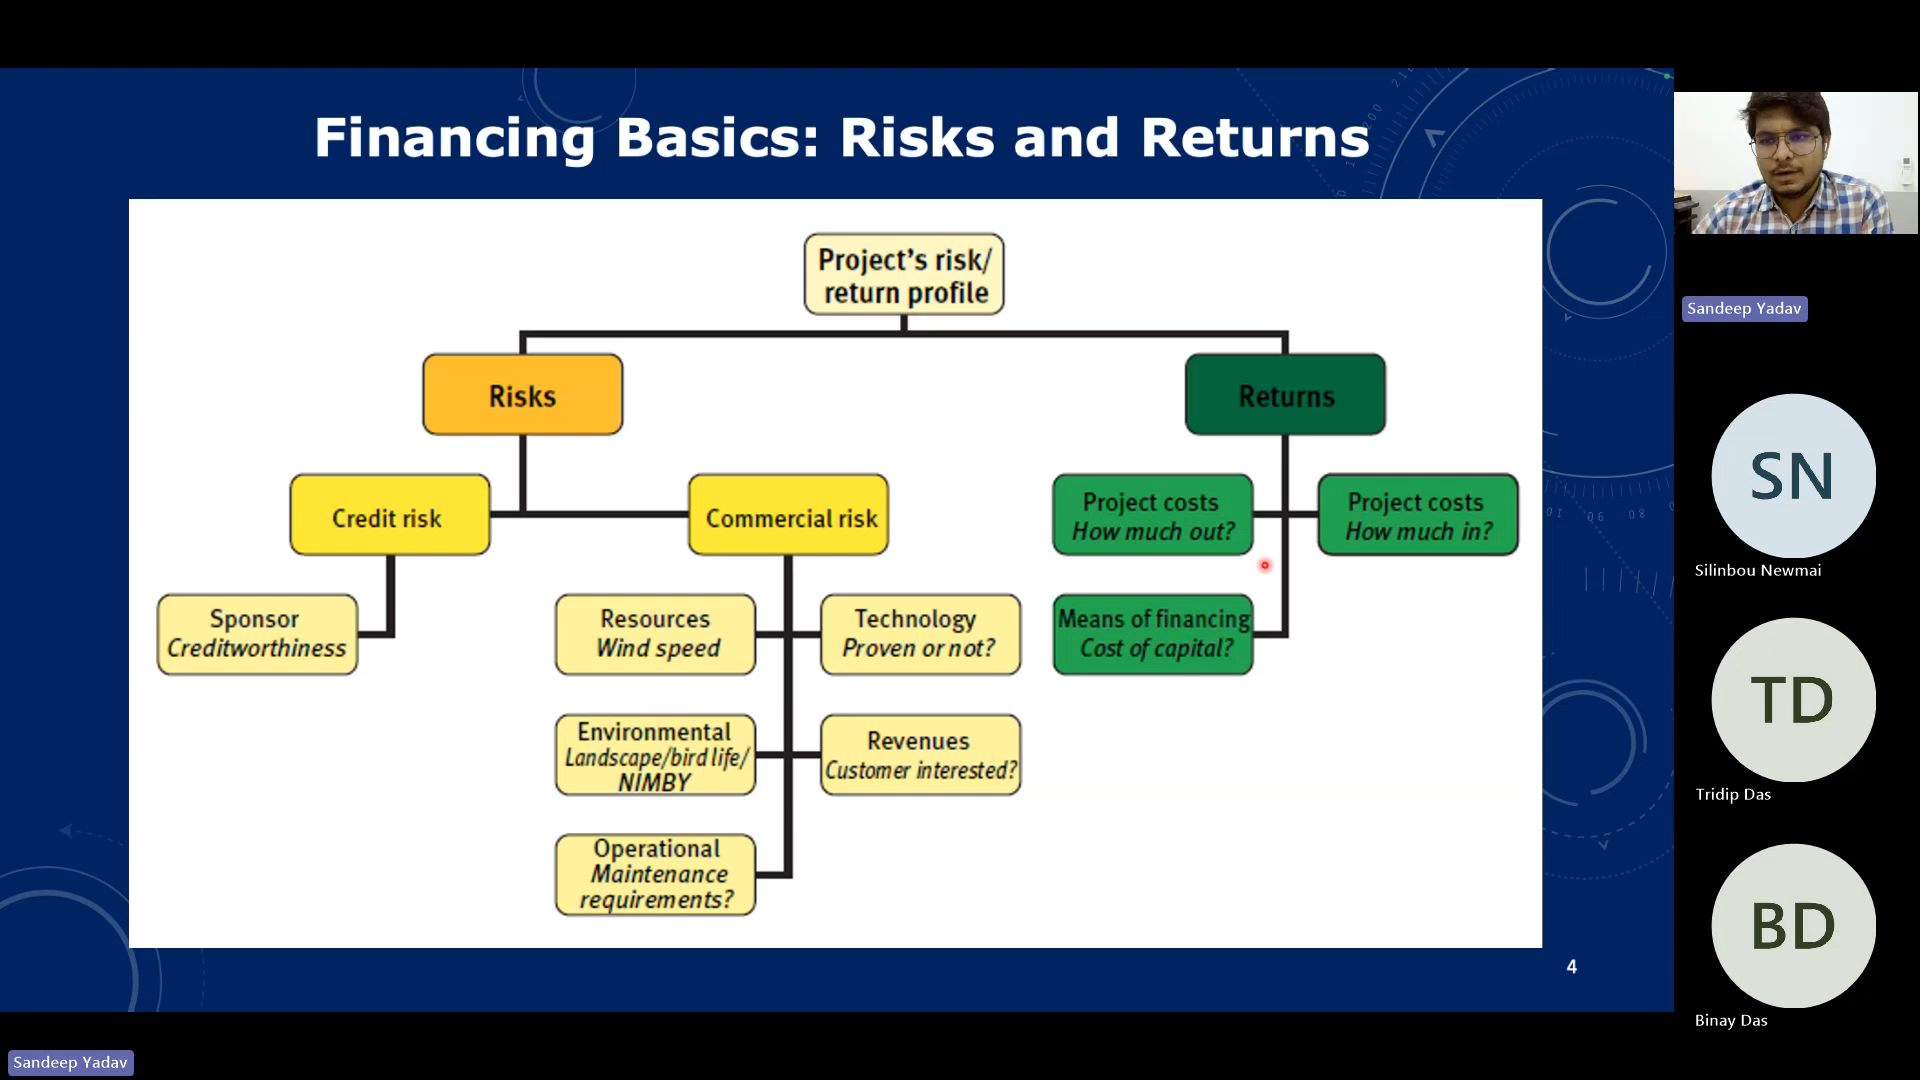 Financing Basics: Risks and Returns
Project's risk/
return profile
Risks
Returns
Credit risk
Commercial risk
Project costs
How much out?
Project costs
How much in?
Sponsor
Creditworthiness
Resources
Wind speed
Technology
Proven or not?
Means of financing
Cost of capital?
Environmental
Landscape/bird life/
NIMBY
Revenues
Customer interested?
Operational
Maintenance
requirements?
4
Sandeep Yadav
SN
Silinbou Newmai
TD
Tridip Das
BD
Binay Das
Sandeep Yadav